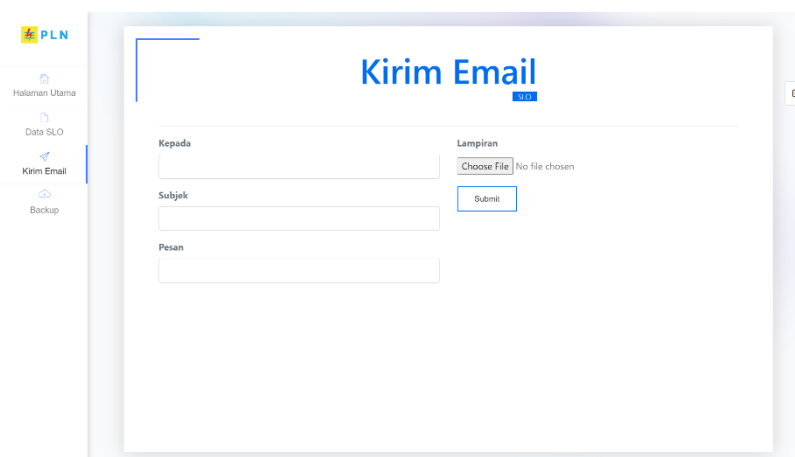 PLN
Halaman Utama
Data SLO
Kirim Email
Backup
Kirim Email
SLO
Kepada
Subjek
Pesan
Lampiran
Choose File No file chosen
Submit